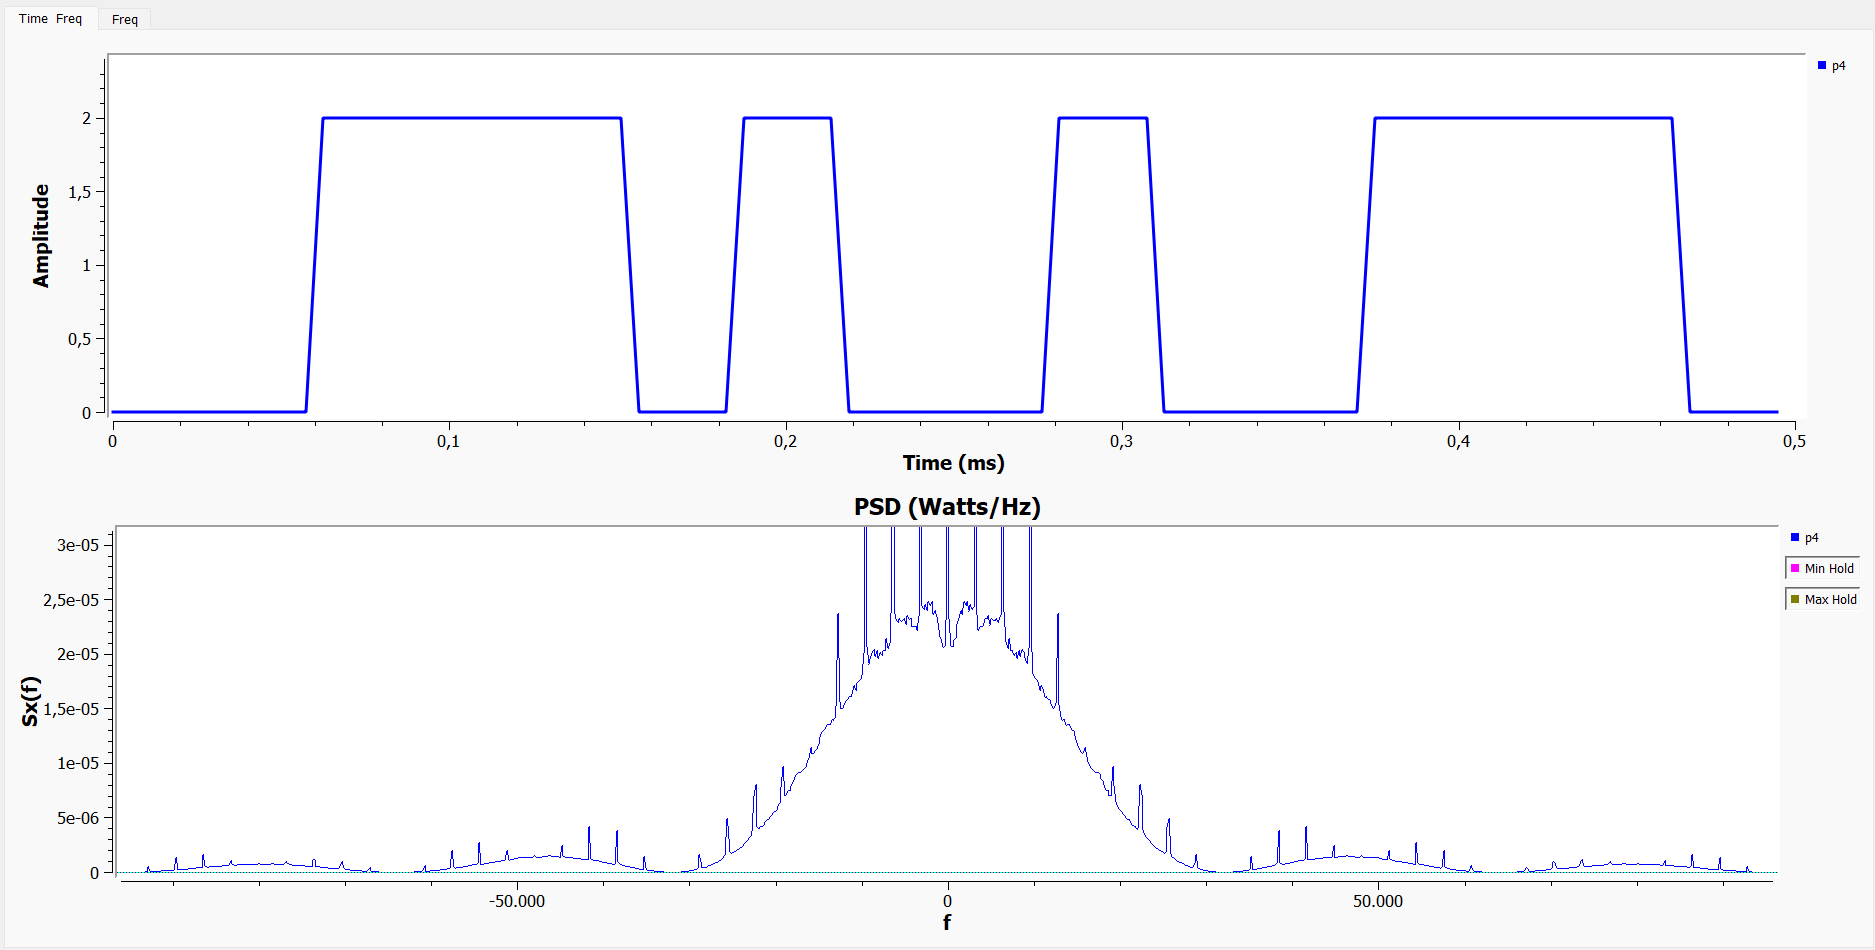 Time Freq
Freq
p4
2
1,5
1
0,5
0
Amplitude
0
0,1
0,2
0,3
0,4
0,5
Time (ms)
PSD (Watts/Hz)
p4
Min Hold
Max Hold
3e-05
2,5e-05
2e-05
1,5e-05
1e-05
5e-06
0
Sx(f)
-50.000
0
50.000
f